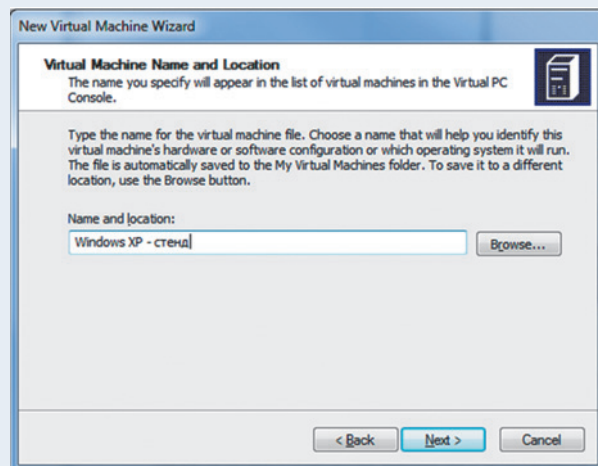 New Virtual Machine Wizard
Virtual Machine Name and Location
The name you specify will appear in the list of virtual machines in the Virtual PC
Console.
Type the name for the virtual machine file. Choose a name that will help you identify this
virtual machine's hardware or software configuration or which operating system it will run.
The file is automatically saved to the My Virtual Machines folder. To save it to a different
location, use the Browse button.
Name and location:
Windows XP - стенд
Browse...
< Back
Next >
Cancel